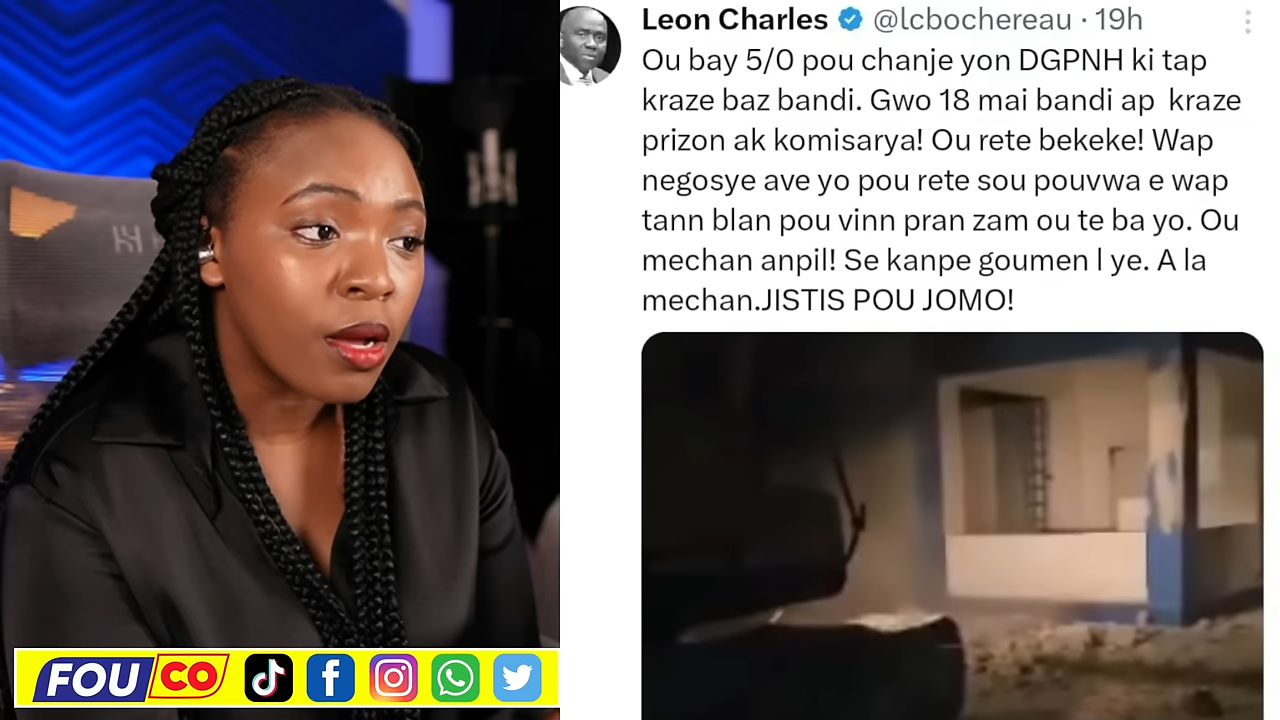 Leon Charles @lcbochereau · 19h
Ou bay 5/0 pou chanje yon DGPNH ki tap
kraze baz bandi. Gwo 18 mai bandi ap  kraze
prizon ak komisarya! Ou rete bekeke! Wap
negosye ave yo pou rete sou pouvwa e wap
tann blan pou vinn pran zam ou te ba yo. Ou
mechan anpil! Se kanpe goumen l ye. A la
mechan.JISTIS POU JOMO!
FOUCO